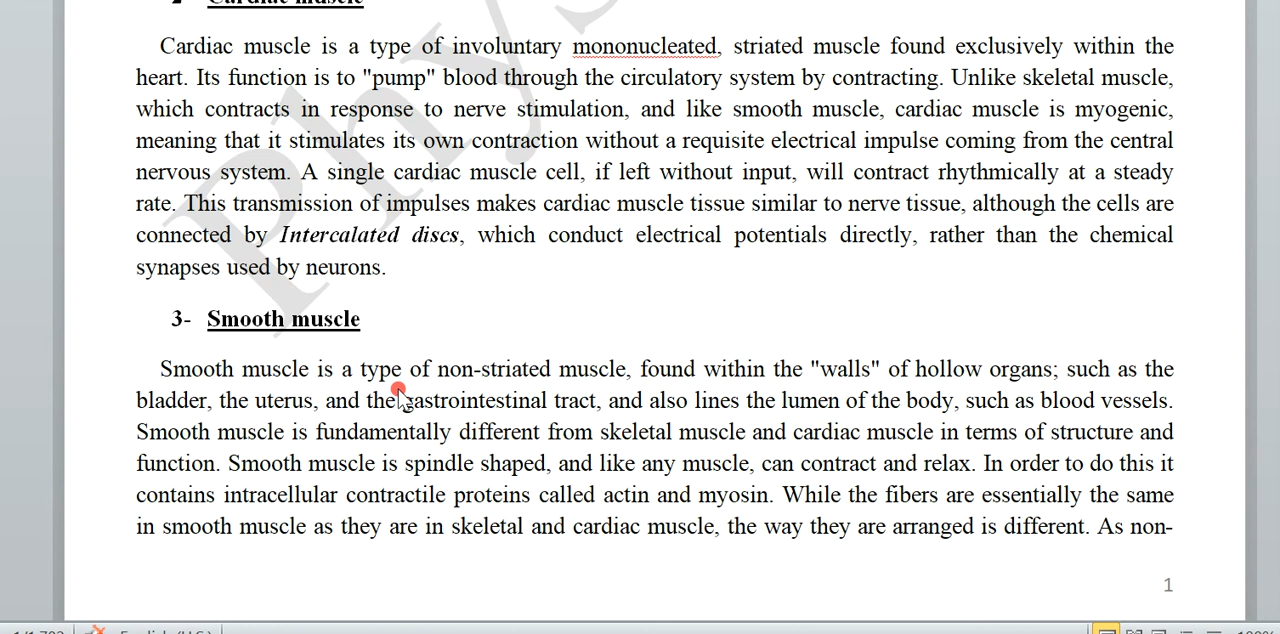 2 Cardiac muscle
Cardiac muscle is a type of involuntary mononucleated, striated muscle found exclusively within the
heart. Its function is to "pump" blood through the circulatory system by contracting. Unlike skeletal muscle,
which contracts in response to nerve stimulation, and like smooth muscle, cardiac muscle is myogenic,
meaning that it stimulates its own contraction without a requisite electrical impulse coming from the central
nervous system. A single cardiac muscle cell, if left without input, will contract rhythmically at a steady
rate. This transmission of impulses makes cardiac muscle tissue similar to nerve tissue, although the cells are
connected by Intercalated discs, which conduct electrical potentials directly, rather than the chemical
synapses used by neurons.
3- Smooth muscle
Smooth muscle is a type of non-striated muscle, found within the "walls" of hollow organs; such as the
bladder, the uterus, and the gastrointestinal tract, and also lines the lumen of the body, such as blood vessels.
Smooth muscle is fundamentally different from skeletal muscle and cardiac muscle in terms of structure and
function. Smooth muscle is spindle shaped, and like any muscle, can contract and relax. In order to do this it
contains intracellular contractile proteins called actin and myosin. While the fibers are essentially the same
in smooth muscle as they are in skeletal and cardiac muscle, the way they are arranged is different. As non-
1
Phys